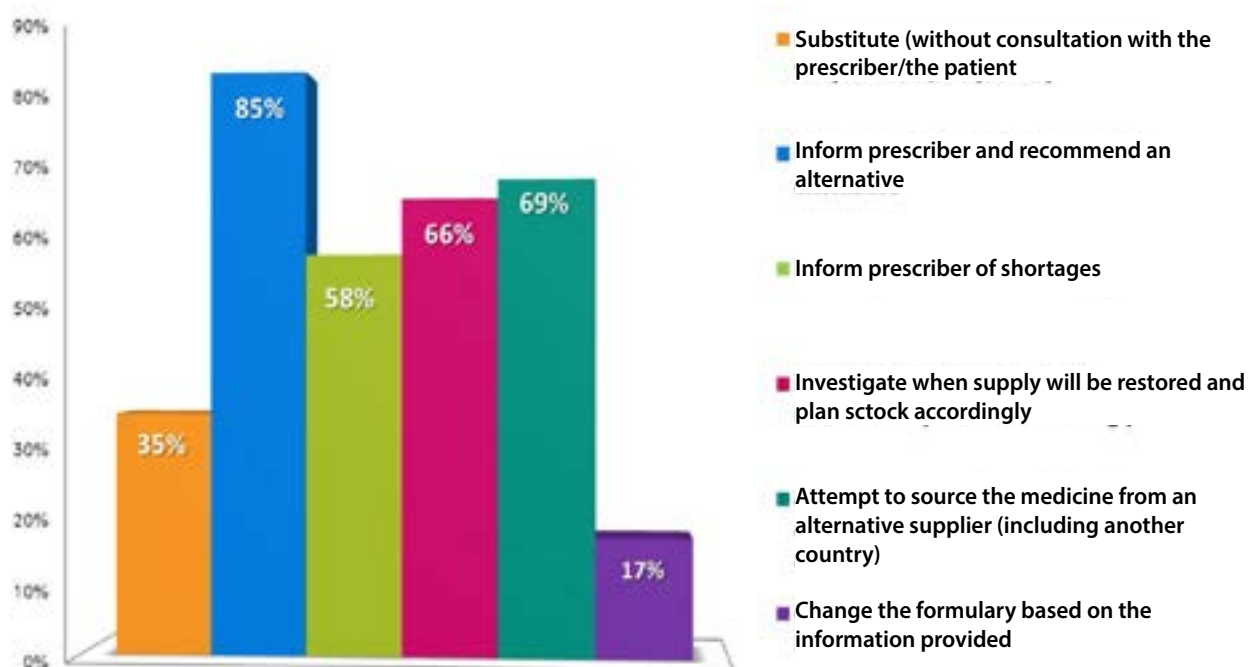 90%
80%
70%
60%
50%
40%
30%
20%
10%
0%
35%
85%
58%
66%
69%
17%
Substitute (without consultation with the
prescriber/the patient
Inform prescriber and recommend an
alternative
Inform prescriber of shortages
Investigate when supply will be restored and
plan sctock accordingly
Attempt to source the medicine from an
alternative supplier (including another
country)
Change the formulary based on the
information provided